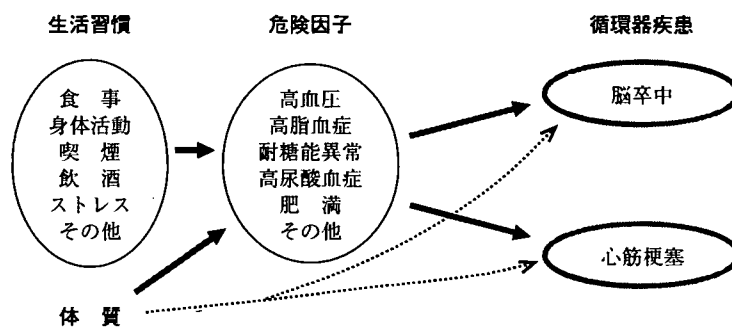 生活習慣
危険因子
循環器疾患
食 事
身体活動
喫 煙
飲 酒
ストレス
その他
高血圧
高脂血症
耐糖能異常
高尿酸血症
肥 満
その他
脳卒中
心筋梗塞
体 質